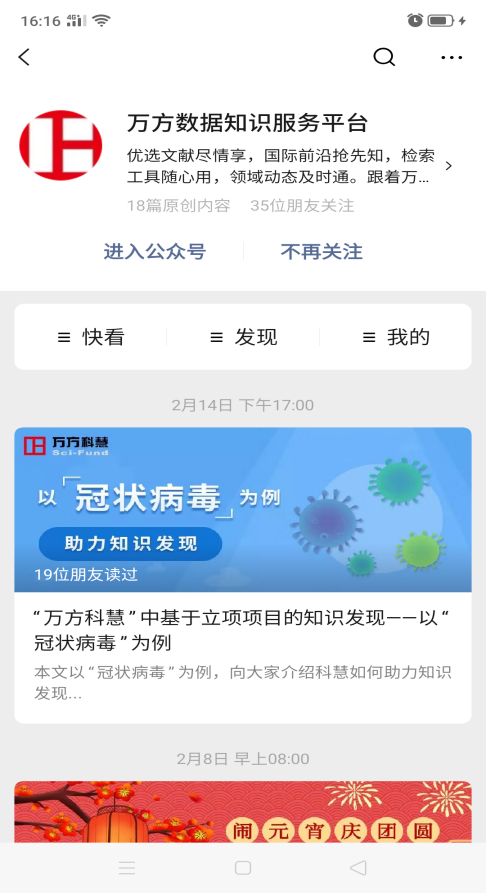 16:16 4G
万方数据知识服务平台
优选文献尽情享，国际前沿抢先知，检索
工具随心用，领域动态及时通。跟着万...
18篇原创内容 35位朋友关注
进入公众号 不再关注
≡ 快看 ≡ 发现 ≡ 我的
2月14日 下午17:00
万方科慧
Sci-Fund
以「冠状病毒」为例
助力知识发现
19位朋友读过
“万方科慧”中基于立项项目的知识发现——以“
冠状病毒”为例
本文以“冠状病毒”为例，向大家介绍科慧如何助力知识
发现...
2月8日 早上08:00
闹元宵庆团圆